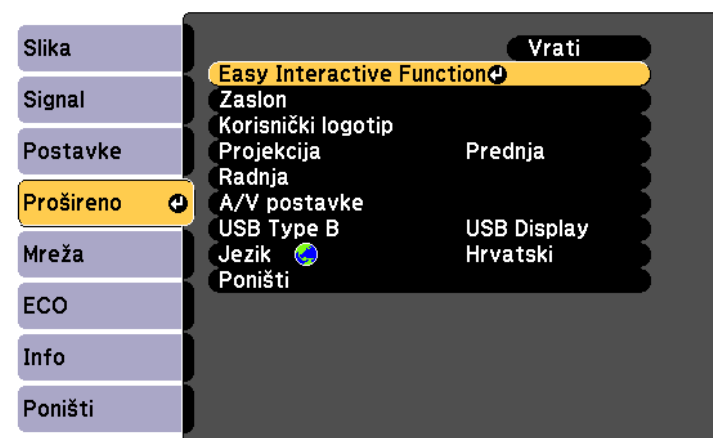 Slika
Signal
Postavke
Prošireno
Mreža
ECO
Info
Poništi
Vrati
Easy Interactive Function
Zaslon
Korisnički logotip
Projekcija Prednja
Radnja
A/V postavke
USB Type B USB Display
Jezik Hrvatski
Poništi